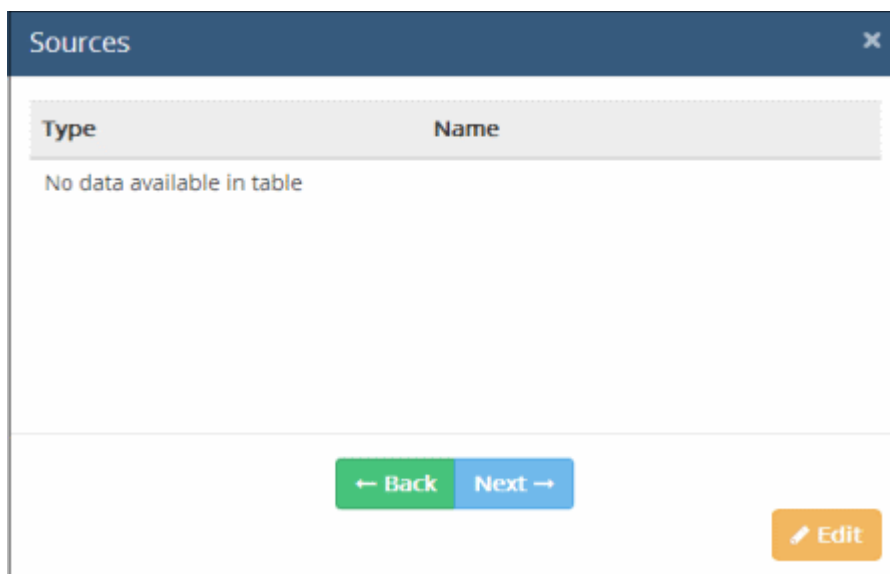 Sources ×
Type Name
No data available in table
← Back Next →
Edit